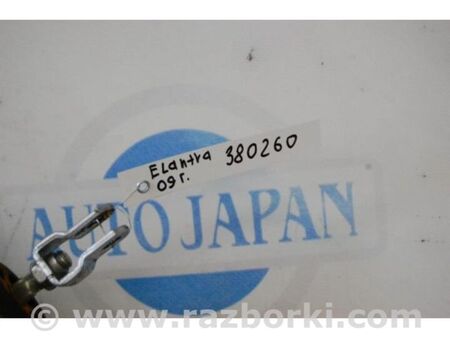 Elantra 380260
09 г.
AUTO JAPAN
© www.razborki.com